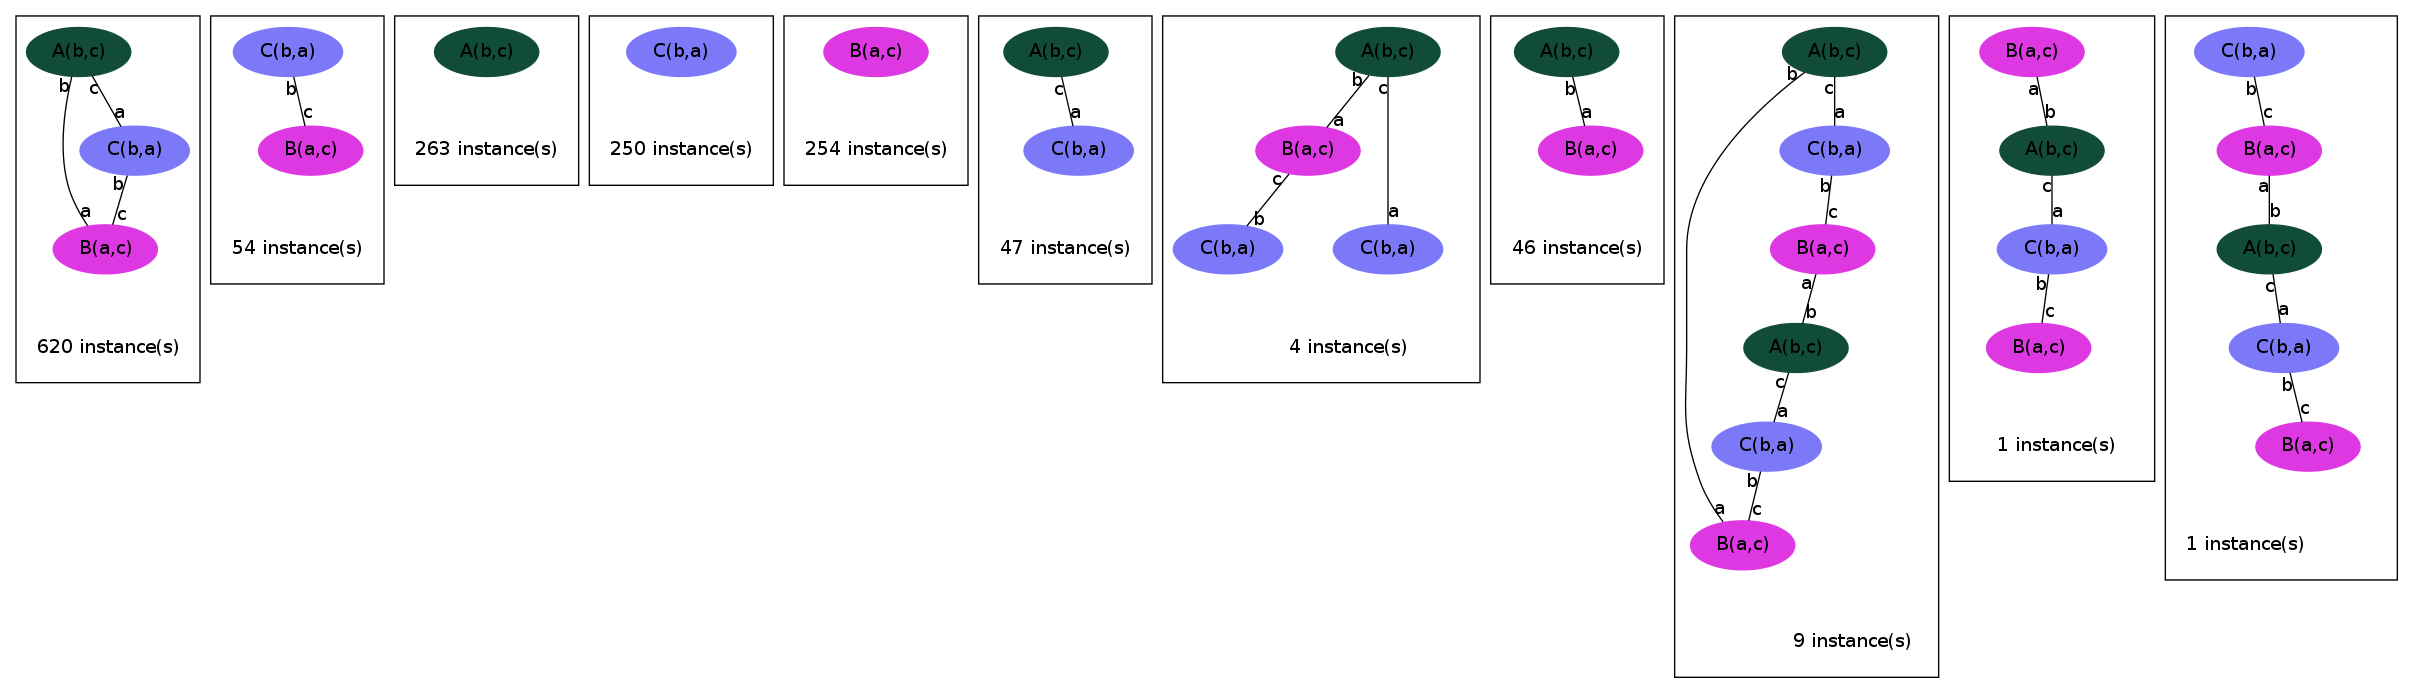 A(b,c)
b
c
a
C(b,a)
b
a
c
B(a,c)
620 instance(s)
C(b,a)
b
c
B(a,c)
54 instance(s)
A(b,c)
263 instance(s)
C(b,a)
250 instance(s)
B(a,c)
254 instance(s)
A(b,c)
c
a
C(b,a)
47 instance(s)
A(b,c)
b
c
a
B(a,c)
c
b
a
C(b,a)
C(b,a)
4 instance(s)
A(b,c)
b
a
B(a,c)
46 instance(s)
A(b,c)
b
c
a
C(b,a)
b
c
B(a,c)
a
b
A(b,c)
c
a
C(b,a)
b
a
c
B(a,c)
9 instance(s)
B(a,c)
a
b
A(b,c)
c
a
C(b,a)
b
c
B(a,c)
1 instance(s)
C(b,a)
b
c
B(a,c)
a
b
A(b,c)
c
a
C(b,a)
b
c
B(a,c)
1 instance(s)